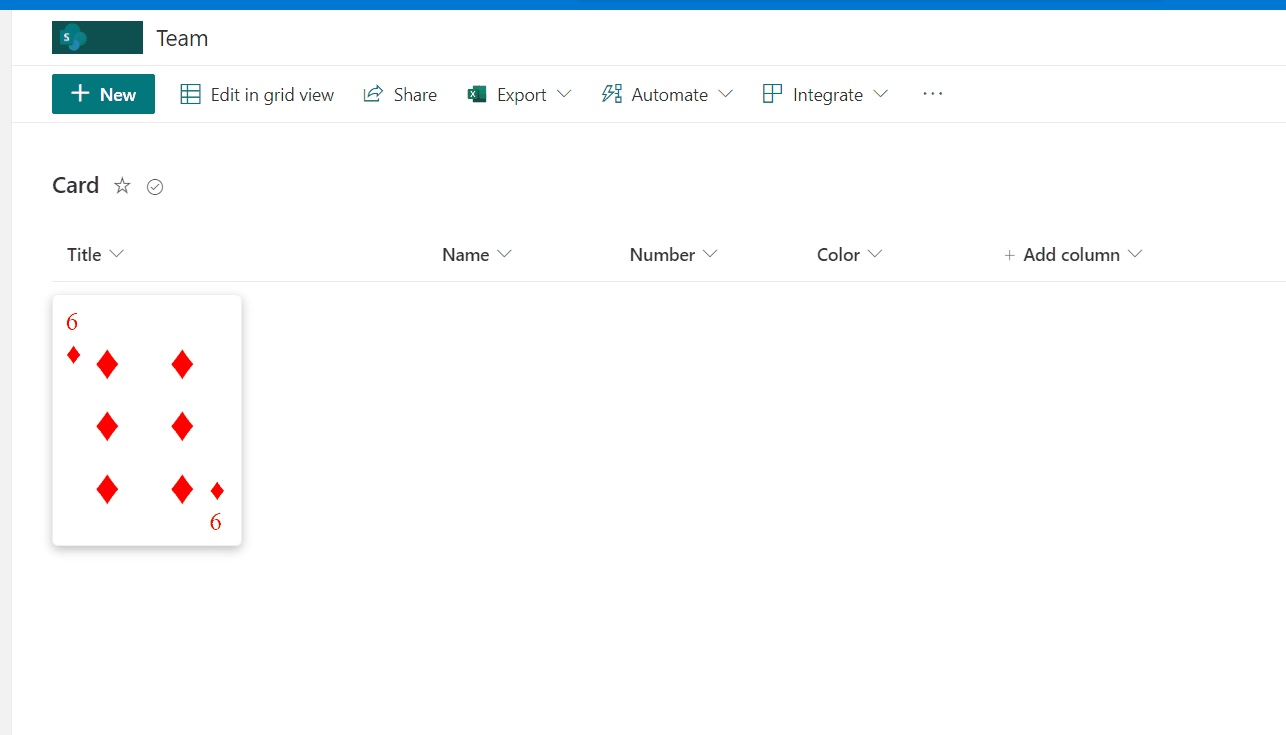 S
Team
New Edit in grid view Share Export Automate Integrate ...
Card
Title Name Number Color + Add column
6
6